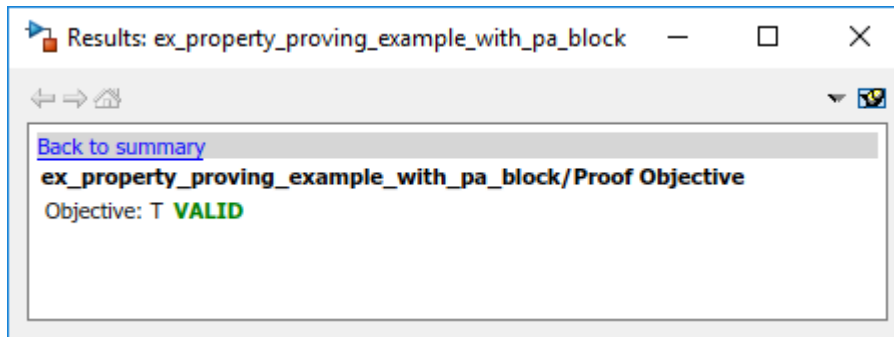 Results: ex_property_proving_example_with_pa_block
Back to summary
ex_property_proving_example_with_pa_block/Proof Objective
Objective: T VALID